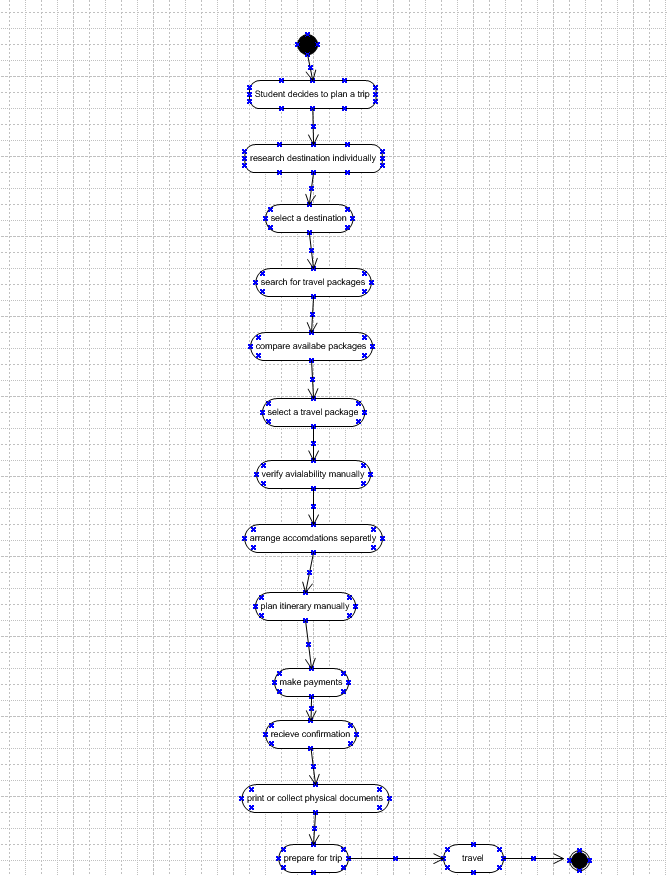 Student decides to plan a trip
research destination individually
select a destination
search for travel packages
compare availabe packages
select a travel package
verify avialability manually
arrange accomdations separetly
plan itinerary manually
make payments
recieve confirmation
print or collect physical documents
prepare for trip
travel